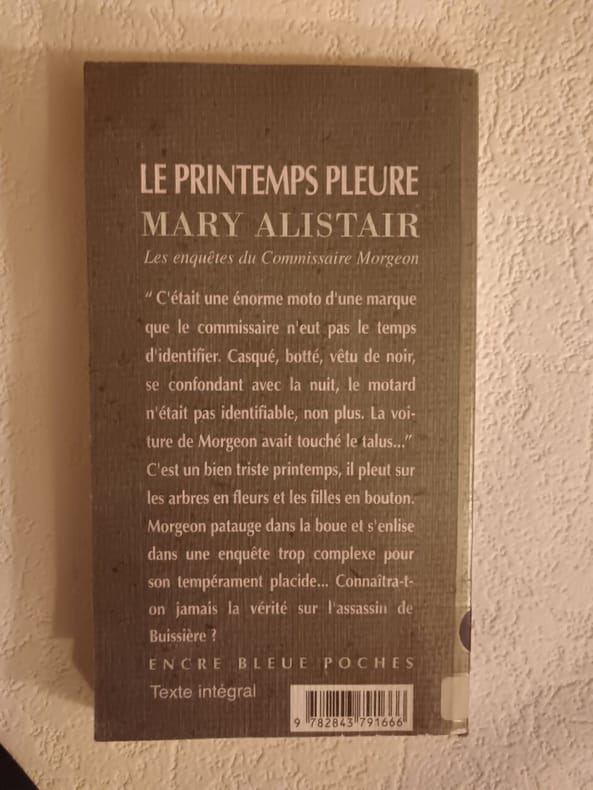 LE PRINTEMPS PLEURE
MARY ALISTAIR
Les enquêtes du Commissaire Morgeon
“ C'était une énorme moto d'une marque
que le commissaire n'eut pas le temps
d'identifier. Casqué, botté, vêtu de noir,
se confondant avec la nuit, le motard
n'était pas identifiable, non plus. La voi-
ture de Morgeon avait touché le talus...”
C'est un bien triste printemps, il pleut sur
les arbres en fleurs et les filles en bouton.
Morgeon patauge dans la boue et s'enlise
dans une enquête trop complexe pour
son tempérament placide... Connaîtra-t-
on jamais la vérité sur l'assassin de
Buissière ?
ENCRE BLEUE POCHES
Texte intégral
9 782843 791666